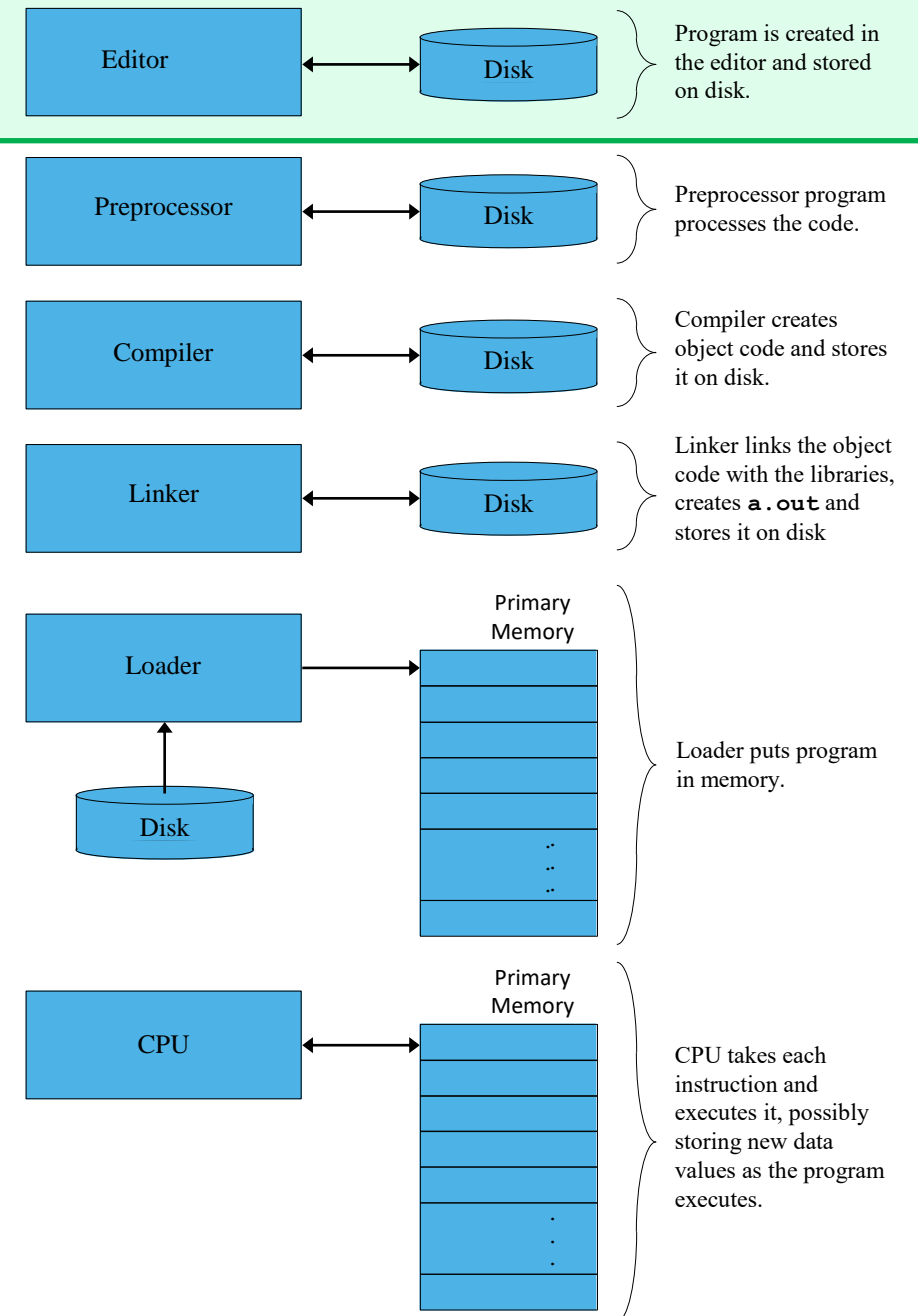 Editor
Disk
Program is created in
the editor and stored
on disk.
Preprocessor
Disk
Preprocessor program
processes the code.
Compiler
Disk
Compiler creates
object code and stores
it on disk.
Linker
Disk
Linker links the object
code with the libraries,
creates a.out and
stores it on disk
Loader
Disk
Primary
Memory
Loader puts program
in memory.
CPU
Primary
Memory
CPU takes each
instruction and
executes it, possibly
storing new data
values as the program
executes.